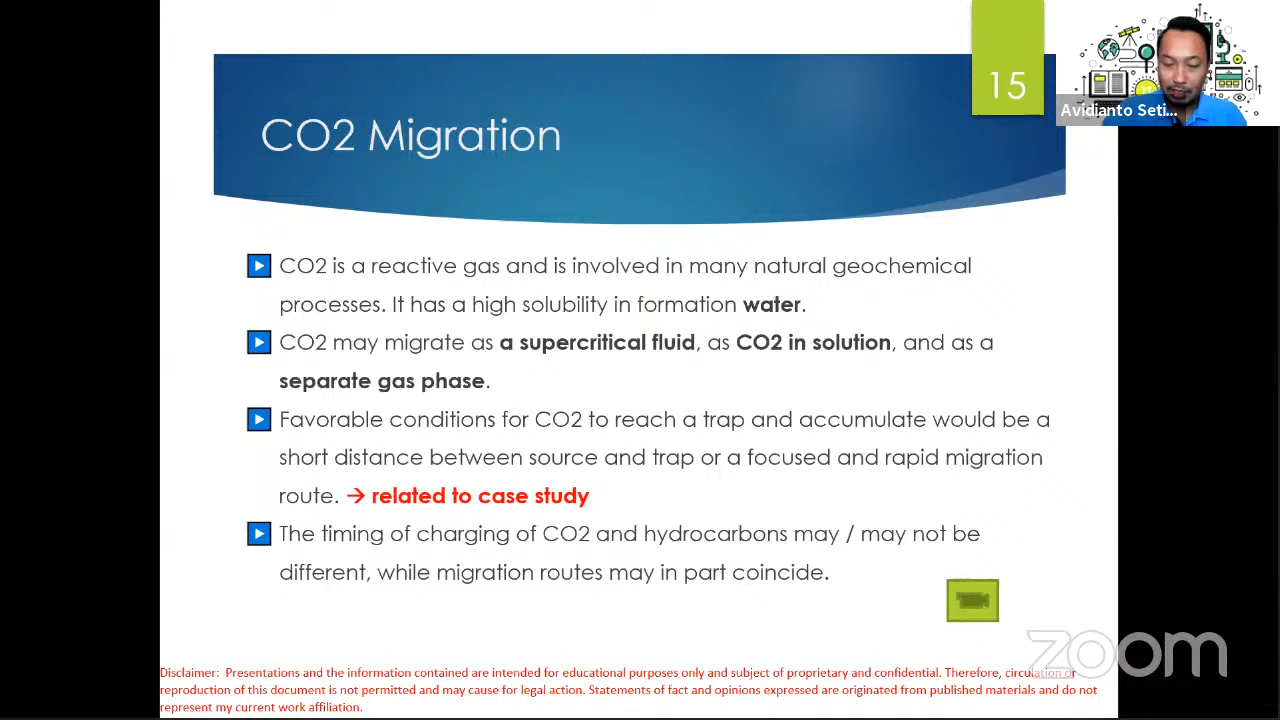 15
Avidianto Seti...
CO2 Migration
CO2 is a reactive gas and is involved in many natural geochemical
processes. It has a high solubility in formation water.
CO2 may migrate as a supercritical fluid, as CO2 in solution, and as a
separate gas phase.
Favorable conditions for CO2 to reach a trap and accumulate would be a
short distance between source and trap or a focused and rapid migration
route. → related to case study
The timing of charging of CO2 and hydrocarbons may / may not be
different, while migration routes may in part coincide.
zoom
Disclaimer: Presentations and the information contained are intended for educational purposes only and subject of proprietary and confidential. Therefore, circulation or
reproduction of this document is not permitted and may cause for legal action. Statements of fact and opinions expressed are originated from published materials and do not
represent my current work affiliation.